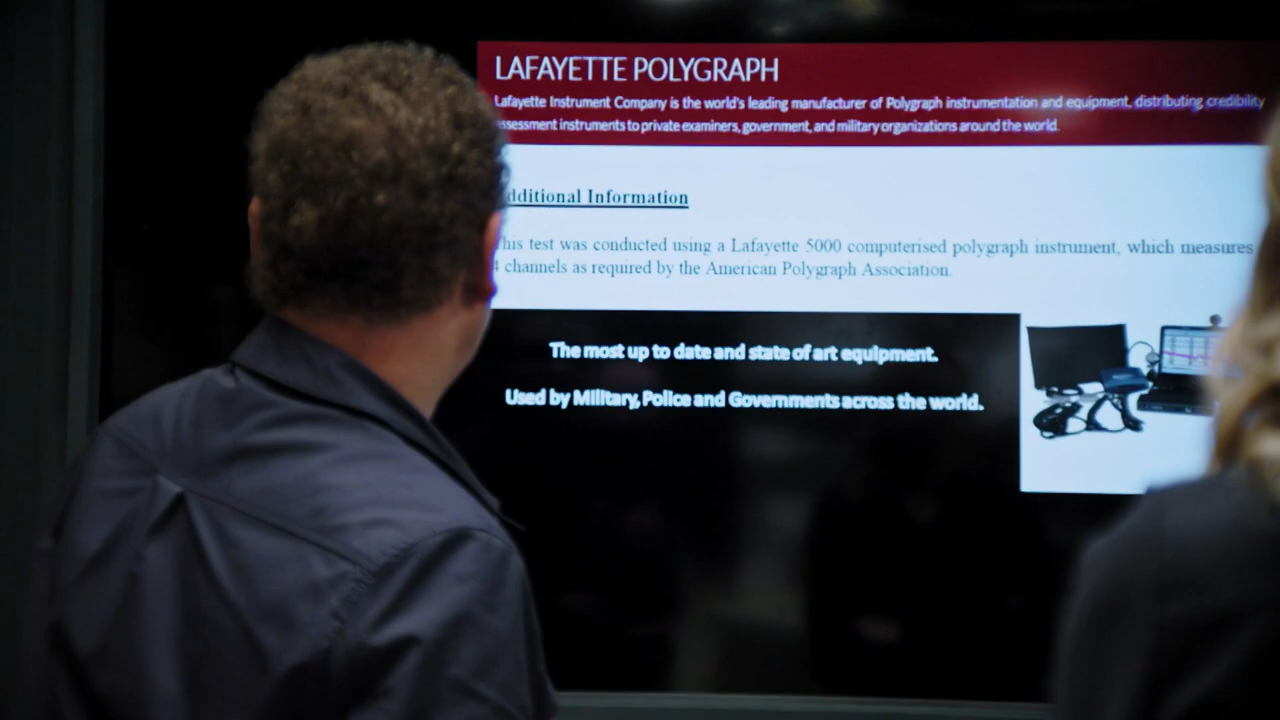 LAFAYETTE POLYGRAPH
Lafayette Instrument Company is the world's leading manufacturer of Polygraph instrumentation and equipment, distributing credibility
assessment instruments to private examiners, government, and military organizations around the world.
dditional Information
his test was conducted using a Lafayette 5000 computerised polygraph instrument, which measures
4 channels as required by the American Polygraph Association.
The most up to date and state of art equipment.
Used by Military, Police and Governments across the world.